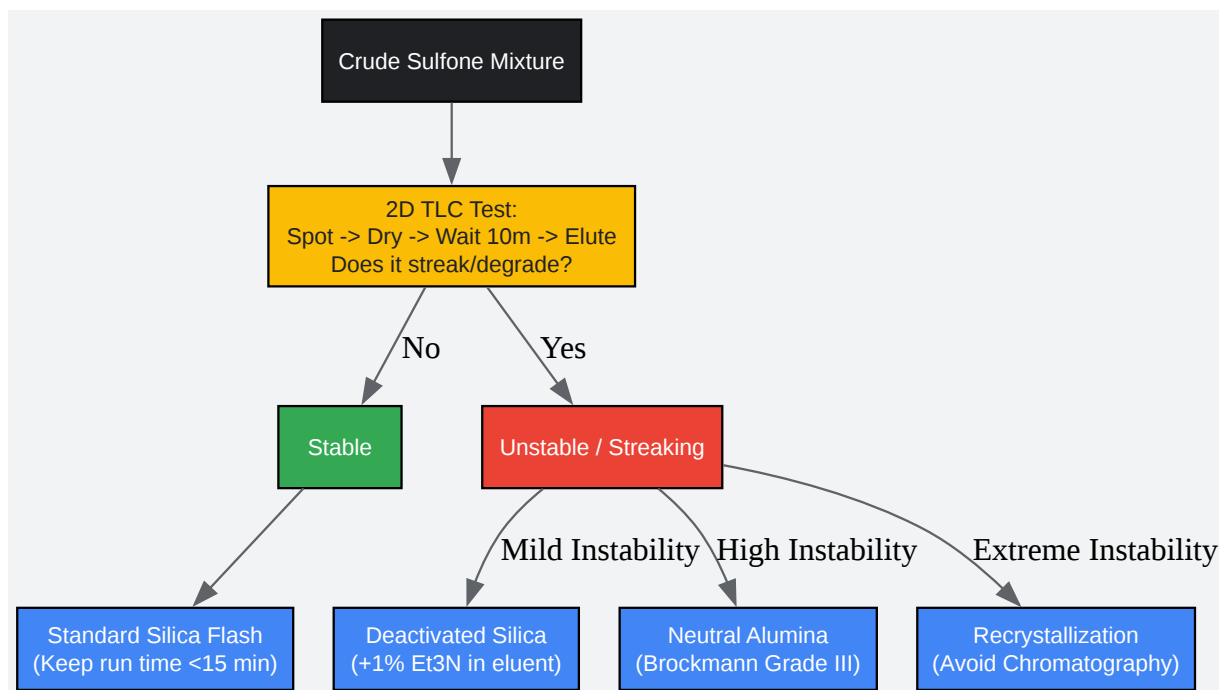 Crude Sulfone Mixture
2D TLC Test:
Spot -> Dry -> Wait 10m -> Elute
Does it streak/degrade?
No
Yes
Stable
Unstable / Streaking
Mild Instability
High Instability
Extreme Instability
Standard Silica Flash
(Keep run time <15 min)
Deactivated Silica
(+1% Et3N in eluent)
Neutral Alumina
(Brockmann Grade III)
Recrystallization
(Avoid Chromatography)